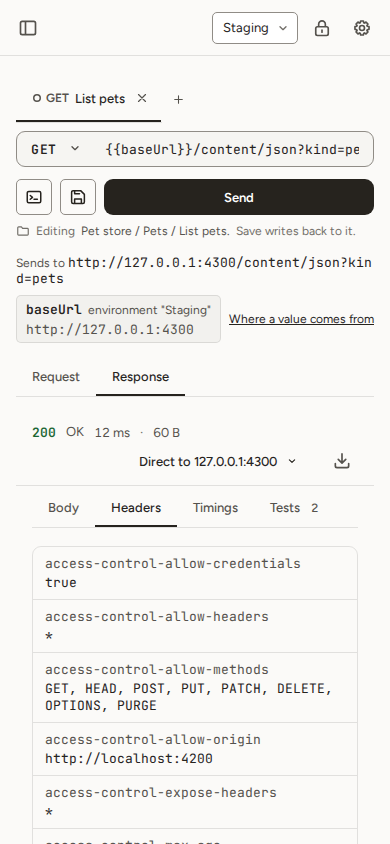 Staging
GET List pets
GET {{baseUrl}}/content/json?kind=pe
Send
Editing Pet store / Pets / List pets. Save writes back to it.
Sends to http://127.0.0.1:4300/content/json?kin
d=pets
baseUrl environment "Staging"
http://127.0.0.1:4300
Where a value comes from
Request Response
200 OK 12 ms · 60 B
Direct to 127.0.0.1:4300
Body Headers Timings Tests 2
access-control-allow-credentials
true
access-control-allow-headers
*
access-control-allow-methods
GET, HEAD, POST, PUT, PATCH, DELETE,
OPTIONS, PURGE
access-control-allow-origin
http://localhost:4200
access-control-expose-headers
*